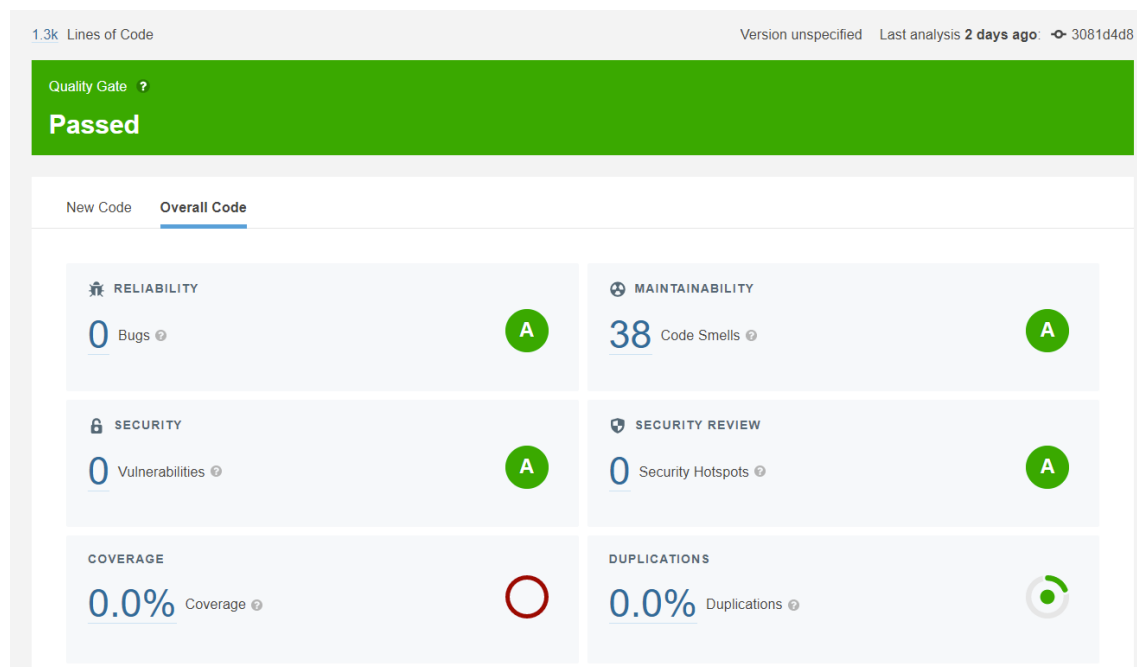 1.3k Lines of Code
Version unspecified Last analysis 2 days ago: 3081d4d8
Quality Gate ?
Passed
New Code Overall Code
RELIABILITY
0 Bugs ?
A
MAINTAINABILITY
38 Code Smells ?
A
SECURITY
0 Vulnerabilities ?
A
SECURITY REVIEW
0 Security Hotspots ?
A
COVERAGE
0.0% Coverage ?
DUPLICATIONS
0.0% Duplications ?